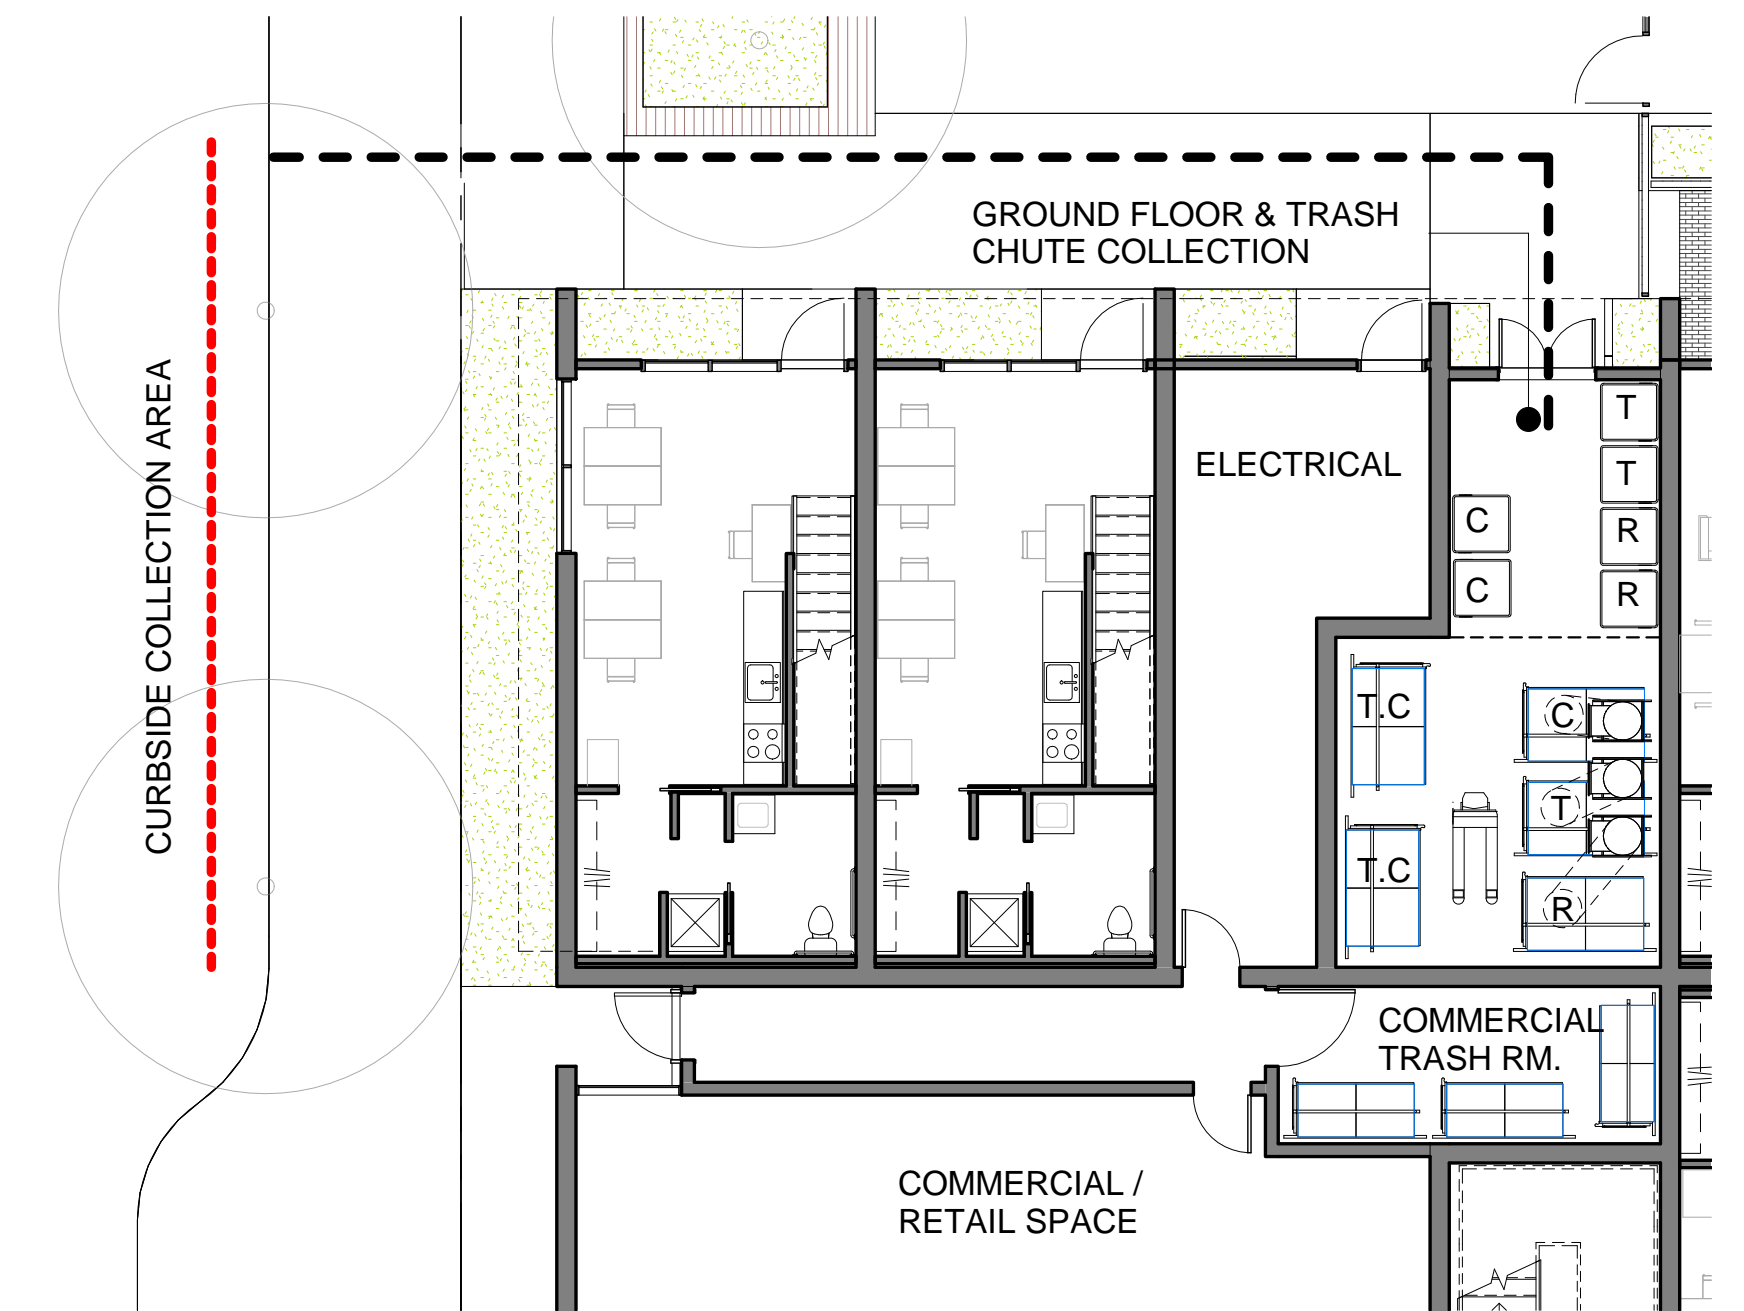 GROUND FLOOR & TRASH
CHUTE COLLECTION
CURBSIDE COLLECTION AREA
ELECTRICAL
T
T
C
R
C
R
T.C
C
T
T.C
R
COMMERCIAL
TRASH RM.
COMMERCIAL /
RETAIL SPACE